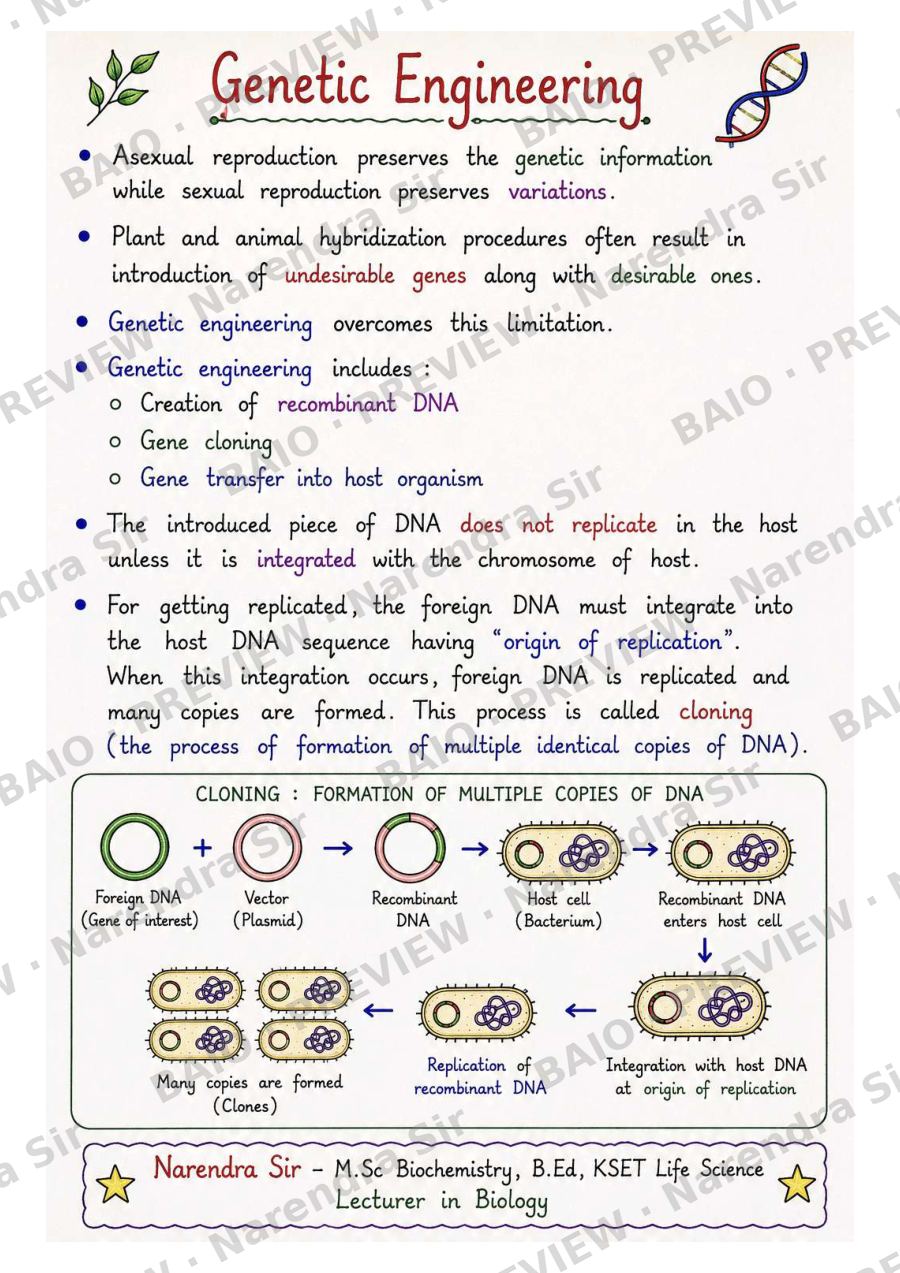 Genetic Engineering
• Asexual reproduction preserves the genetic information
while sexual reproduction preserves variations.
• Plant and animal hybridization procedures often result in
introduction of undesirable genes along with desirable ones.
• Genetic engineering overcomes this limitation.
• Genetic engineering includes :
○ Creation of recombinant DNA
○ Gene cloning
○ Gene transfer into host organism
• The introduced piece of DNA does not replicate in the host
unless it is integrated with the chromosome of host.
• For getting replicated, the foreign DNA must integrate into
the host DNA sequence having “origin of replication”.
When this integration occurs, foreign DNA is replicated and
many copies are formed. This process is called cloning
(the process of formation of multiple identical copies of DNA).
CLONING : FORMATION OF MULTIPLE COPIES OF DNA
Foreign DNA
(Gene of interest)
+
Vector
(Plasmid)
Recombinant
DNA
Host cell
(Bacterium)
Recombinant DNA
enters host cell
Integration with host DNA
at origin of replication
Replication of
recombinant DNA
Many copies are formed
(Clones)
Narendra Sir – M.Sc Biochemistry, B.Ed, KSET Life Science
Lecturer in Biology
BAIO · PREVIEW · Narendra Sir